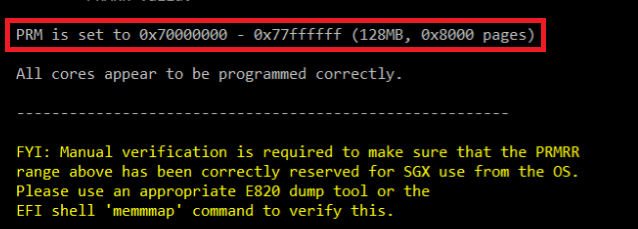 PRM is set to 0x70000000 - 0x77ffffff (128MB, 0x8000 pages)
All cores appear to be programmed correctly.
-----------------------------------------------------------
FYI: Manual verification is required to make sure that the PRMRR
range above has been correctly reserved for SGX use from the OS.
Please use an appropriate E820 dump tool or the
EFI shell 'memmmap' command to verify this.